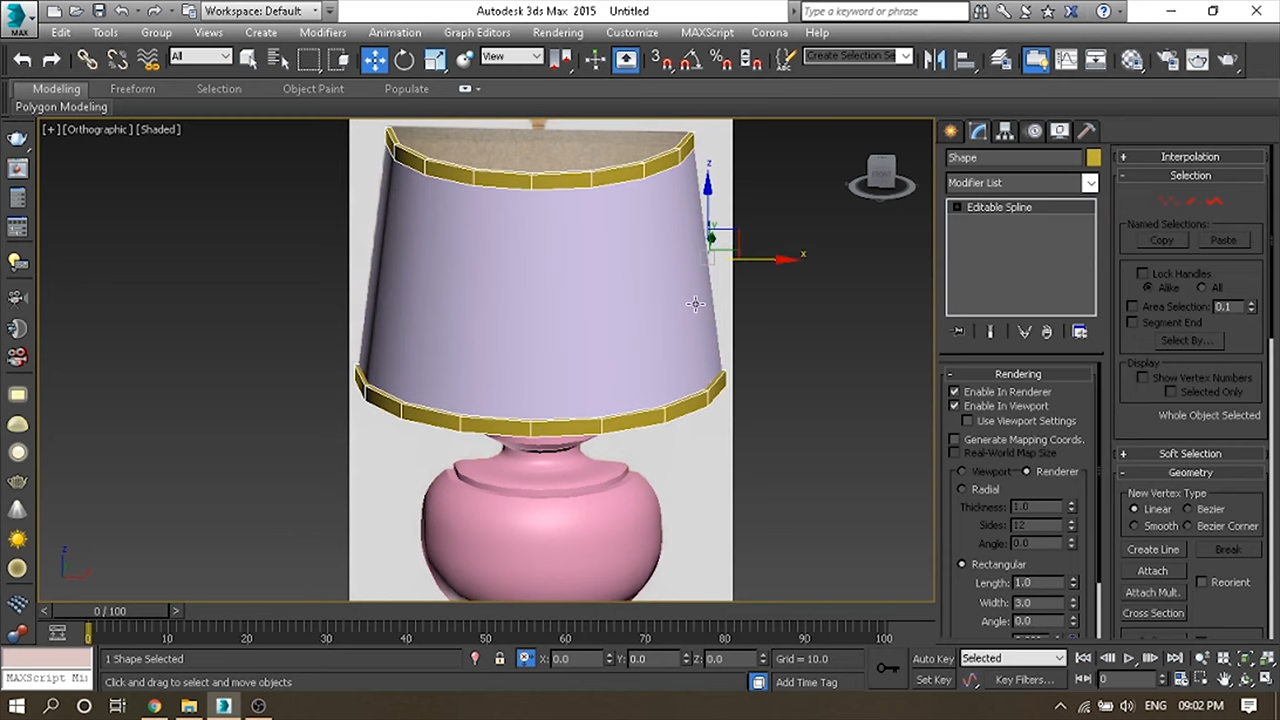 Workspace: Default
Autodesk 3ds Max 2015 Untitled
Type a keyword or phrase
MAX
Edit Tools Group Views Create Modifiers Animation Graph Editors Rendering Customize MAXScript Corona Help
All
View
Create Selection Se
Modeling Freeform Selection Object Paint Populate
Polygon Modeling
[+] [Orthographic] [Shaded]
FRONT
z
y
x
z
Shape
Modifier List
Editable Spline
Rendering
Enable In Renderer
Enable In Viewport
Use Viewport Settings
Generate Mapping Coords.
Real-World Map Size
Viewport Renderer
Radial
Thickness: 1.0
Sides: 12
Angle: 0.0
Rectangular
Length: 1.0
Width: 3.0
Angle: 0.0
Interpolation
Selection
Named Selections:
Copy Paste
Lock Handles
Alike All
Area Selection: 0.1
Segment End
Select By...
Display
Show Vertex Numbers
Selected Only
Whole Object Selected
Soft Selection
Geometry
New Vertex Type
Linear Bezier
Smooth Bezier Corner
Create Line Break
Attach Reorient
Attach Mult.
Cross Section
0 / 100
0 10 20 30 40 50 60 70 80 90 100
1 Shape Selected X: 0.0 Y: 0.0 Z: 0.0 Grid = 10.0 Auto Key Selected
MAXScript Mi
Click and drag to select and move objects Add Time Tag Set Key Key Filters... 0
ENG 09:02 PM